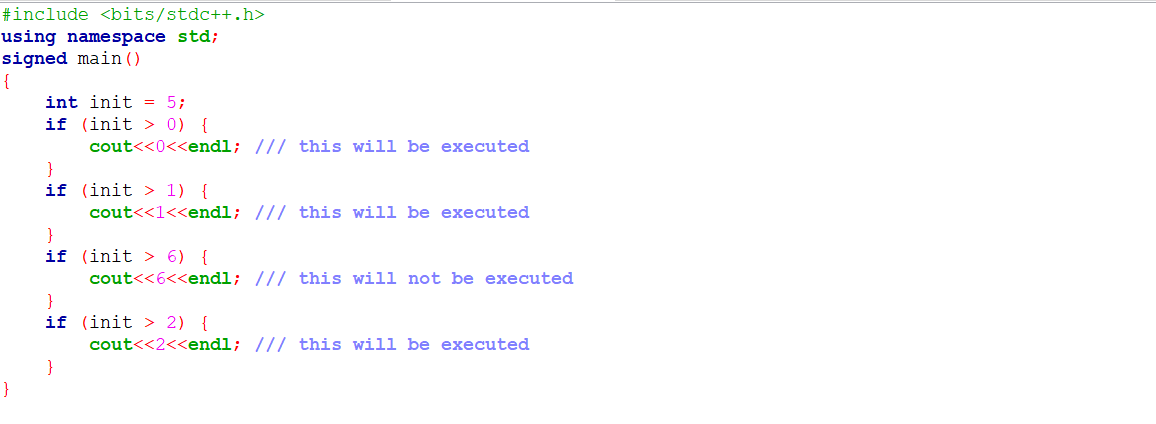 #include <bits/stdc++.h>
using namespace std;
signed main()
{
    int init = 5;
    if (init > 0) {
        cout<<0<<endl; /// this will be executed
    }
    if (init > 1) {
        cout<<1<<endl; /// this will be executed
    }
    if (init > 6) {
        cout<<6<<endl; /// this will not be executed
    }
    if (init > 2) {
        cout<<2<<endl; /// this will be executed
    }
}